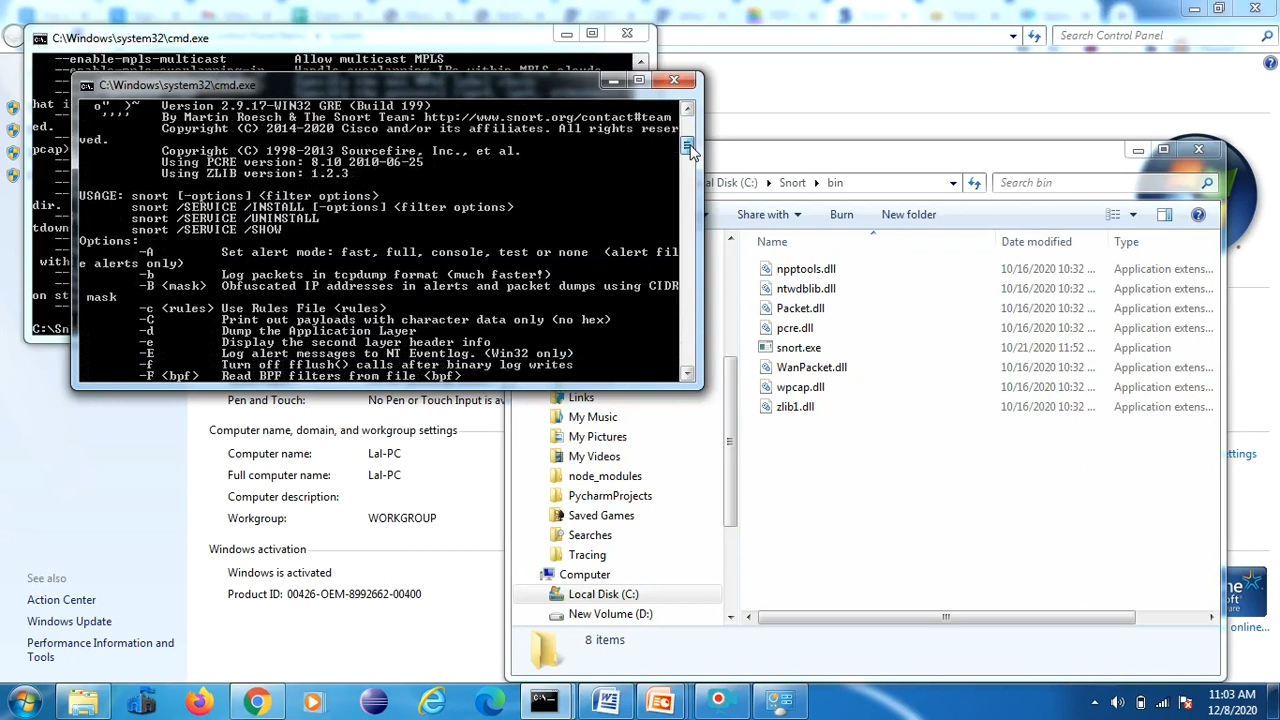 C:\Windows\system32\cmd.exe
Search Control Panel
--enable-mpls-multicast Allow multicast MPLS
C:\Windows\system32\cmd.exe
o" )~ Version 2.9.17-WIN32 GRE (Build 199)
'''' By Martin Roesch & The Snort Team: http://www.snort.org/contact#team
Copyright (C) 2014-2020 Cisco and/or its affiliates. All rights reser
ved.
Copyright (C) 1998-2013 Sourcefire, Inc., et al.
Using PCRE version: 8.10 2010-06-25
Using ZLIB version: 1.2.3
USAGE: snort [-options] <filter options>
snort /SERVICE /INSTALL [-options] <filter options>
snort /SERVICE /UNINSTALL
snort /SERVICE /SHOW
Options:
-A Set alert mode: fast, full, console, test or none (alert fil
e alerts only)
-b Log packets in tcpdump format (much faster!)
-B <mask> Obfuscated IP addresses in alerts and packet dumps using CIDR
mask
-c <rules> Use Rules File <rules>
-C Print out payloads with character data only (no hex)
-d Dump the Application Layer
-e Display the second layer header info
-E Log alert messages to NT Eventlog. (Win32 only)
-f Turn off fflush() calls after binary log writes
-F <bpf> Read BPF filters from file <bpf>
hat i
ed.
pcap)
dir.
tdown
with
on st
C:\Sn
al Disk (C:) Snort bin
Search bin
Share with Burn New folder
Name Date modified Type
npptools.dll 10/16/2020 10:32 ... Application extens...
ntwdblib.dll 10/16/2020 10:32 ... Application extens...
Packet.dll 10/16/2020 10:32 ... Application extens...
pcre.dll 10/16/2020 10:32 ... Application extens...
snort.exe 10/21/2020 11:52 ... Application
WanPacket.dll 10/16/2020 10:32 ... Application extens...
wpcap.dll 10/16/2020 10:32 ... Application extens...
zlib1.dll 10/16/2020 10:32 ... Application extens...
Links
My Music
My Pictures
My Videos
node_modules
PycharmProjects
Saved Games
Searches
Tracing
Computer
Local Disk (C:)
New Volume (D:)
8 items
Pen and Touch: No Pen or Touch Input is av
Computer name, domain, and workgroup settings
Computer name: Lal-PC
Full computer name: Lal-PC
Computer description:
Workgroup: WORKGROUP
Windows activation
Windows is activated
Product ID: 00426-OEM-8992662-00400
See also
Action Center
Windows Update
Performance Information and
Tools
ettings
ne
oft
online...
11:03 AM
12/8/2020